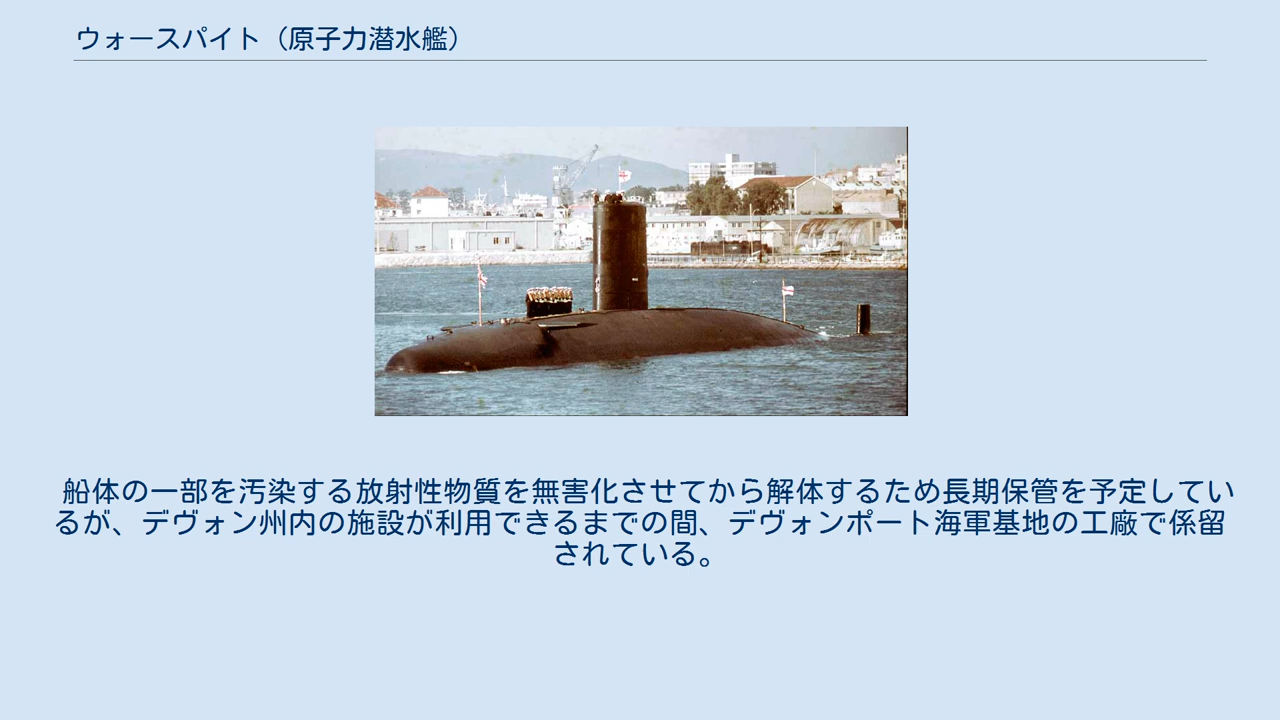 ウォースパイト（原子力潜水艦）
船体の一部を汚染する放射性物質を無害化させてから解体するため長期保管を予定してい
るが、デヴォン州内の施設が利用できるまでの間、デヴォンポート海軍基地の工廠で係留
されている。